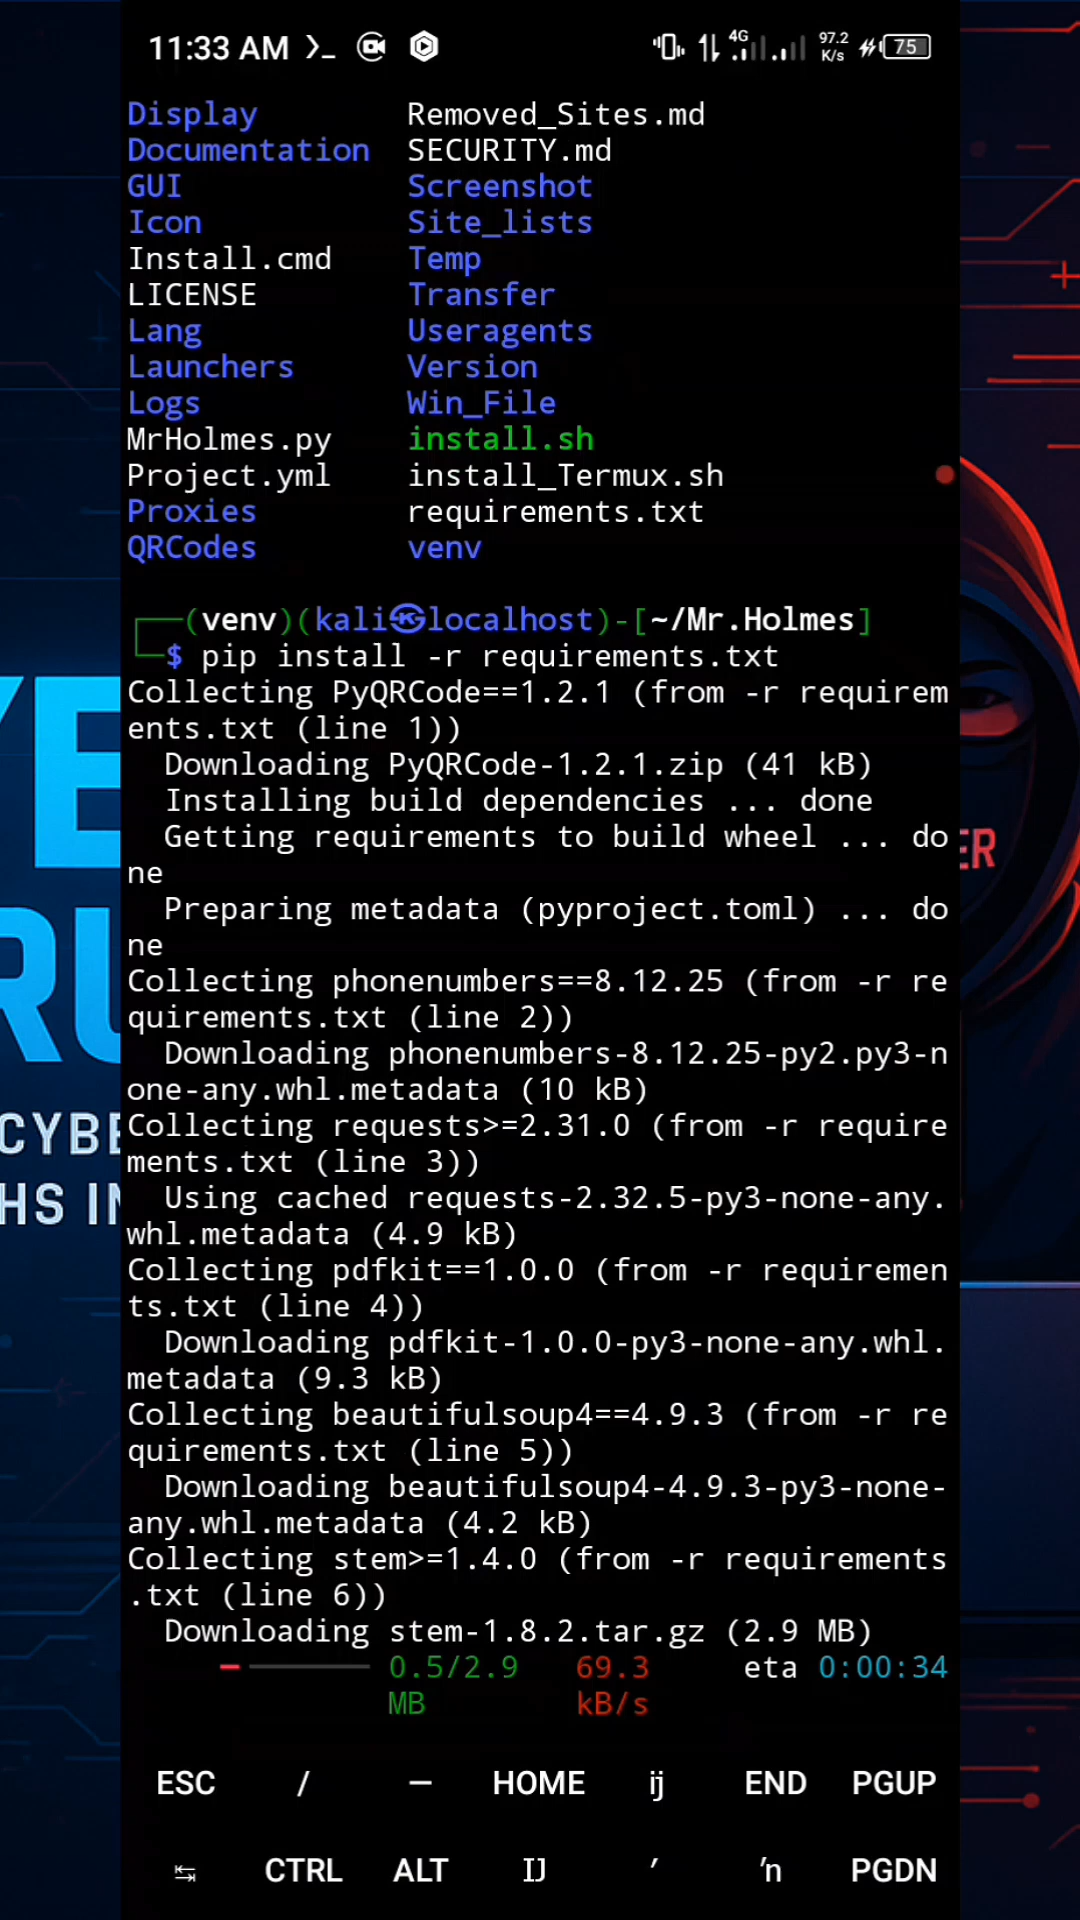 11:33 AM
4G
97.2
K/s
75
Display Removed_Sites.md
Documentation SECURITY.md
GUI Screenshot
Icon Site_lists
Install.cmd Temp
LICENSE Transfer
Lang Useragents
Launchers Version
Logs Win_File
MrHolmes.py install.sh
Project.yml install_Termux.sh
Proxies requirements.txt
QRCodes venv
┌──(venv)(kali㉿localhost)-[~/Mr.Holmes]
└─$ pip install -r requirements.txt
Collecting PyQRCode==1.2.1 (from -r requirem
ents.txt (line 1))
Downloading PyQRCode-1.2.1.zip (41 kB)
Installing build dependencies ... done
Getting requirements to build wheel ... do
ne
Preparing metadata (pyproject.toml) ... do
ne
Collecting phonenumbers==8.12.25 (from -r re
quirements.txt (line 2))
Downloading phonenumbers-8.12.25-py2.py3-n
one-any.whl.metadata (10 kB)
Collecting requests>=2.31.0 (from -r require
ments.txt (line 3))
Using cached requests-2.32.5-py3-none-any.
whl.metadata (4.9 kB)
Collecting pdfkit==1.0.0 (from -r requiremen
ts.txt (line 4))
Downloading pdfkit-1.0.0-py3-none-any.whl.
metadata (9.3 kB)
Collecting beautifulsoup4==4.9.3 (from -r re
quirements.txt (line 5))
Downloading beautifulsoup4-4.9.3-py3-none-
any.whl.metadata (4.2 kB)
Collecting stem>=1.4.0 (from -r requirements
.txt (line 6))
Downloading stem-1.8.2.tar.gz (2.9 MB)
0.5/2.9 69.3 eta 0:00:34
MB kB/s
ESC / — HOME ĳ END PGUP
CTRL ALT Ĳ ′ ŉ PGDN
YE
RU
CYBE
HS IN
ER